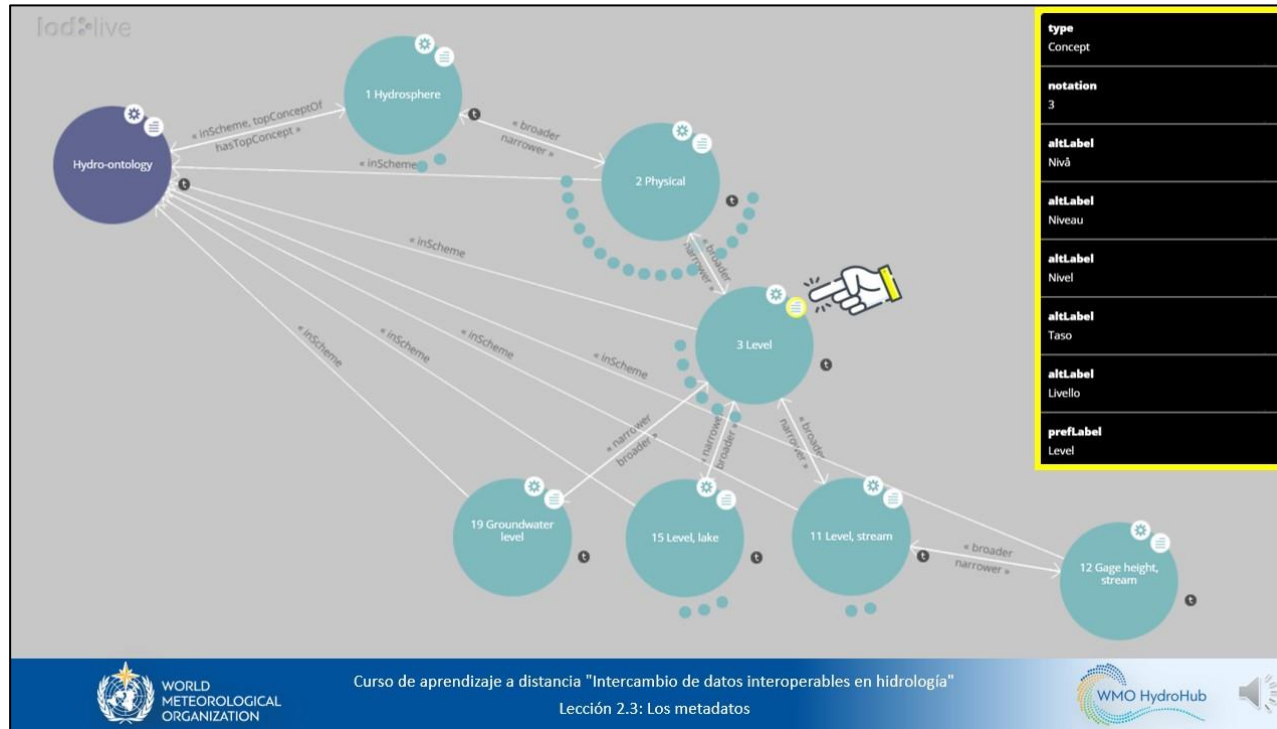 lod live
type
Concept
notation
3
altLabel
Nivå
altLabel
Niveau
altLabel
Nivel
altLabel
Taso
altLabel
Livello
prefLabel
Level
1 Hydrosphere
Hydro-ontology
« inScheme, topConceptOf
hasTopConcept »
« broader
narrower »
« inScheme
2 Physical
« broader
narrower »
« inScheme
3 Level
« inScheme
« inScheme
« inScheme
« inScheme
« narrower
broader »
« narrower
broader »
« broader
narrower »
19 Groundwater
level
15 Level, lake
11 Level, stream
« broader
narrower »
12 Gage height,
stream
WORLD
METEOROLOGICAL
ORGANIZATION
Curso de aprendizaje a distancia "Intercambio de datos interoperables en hidrología"
Lección 2.3: Los metadatos
WMO HydroHub